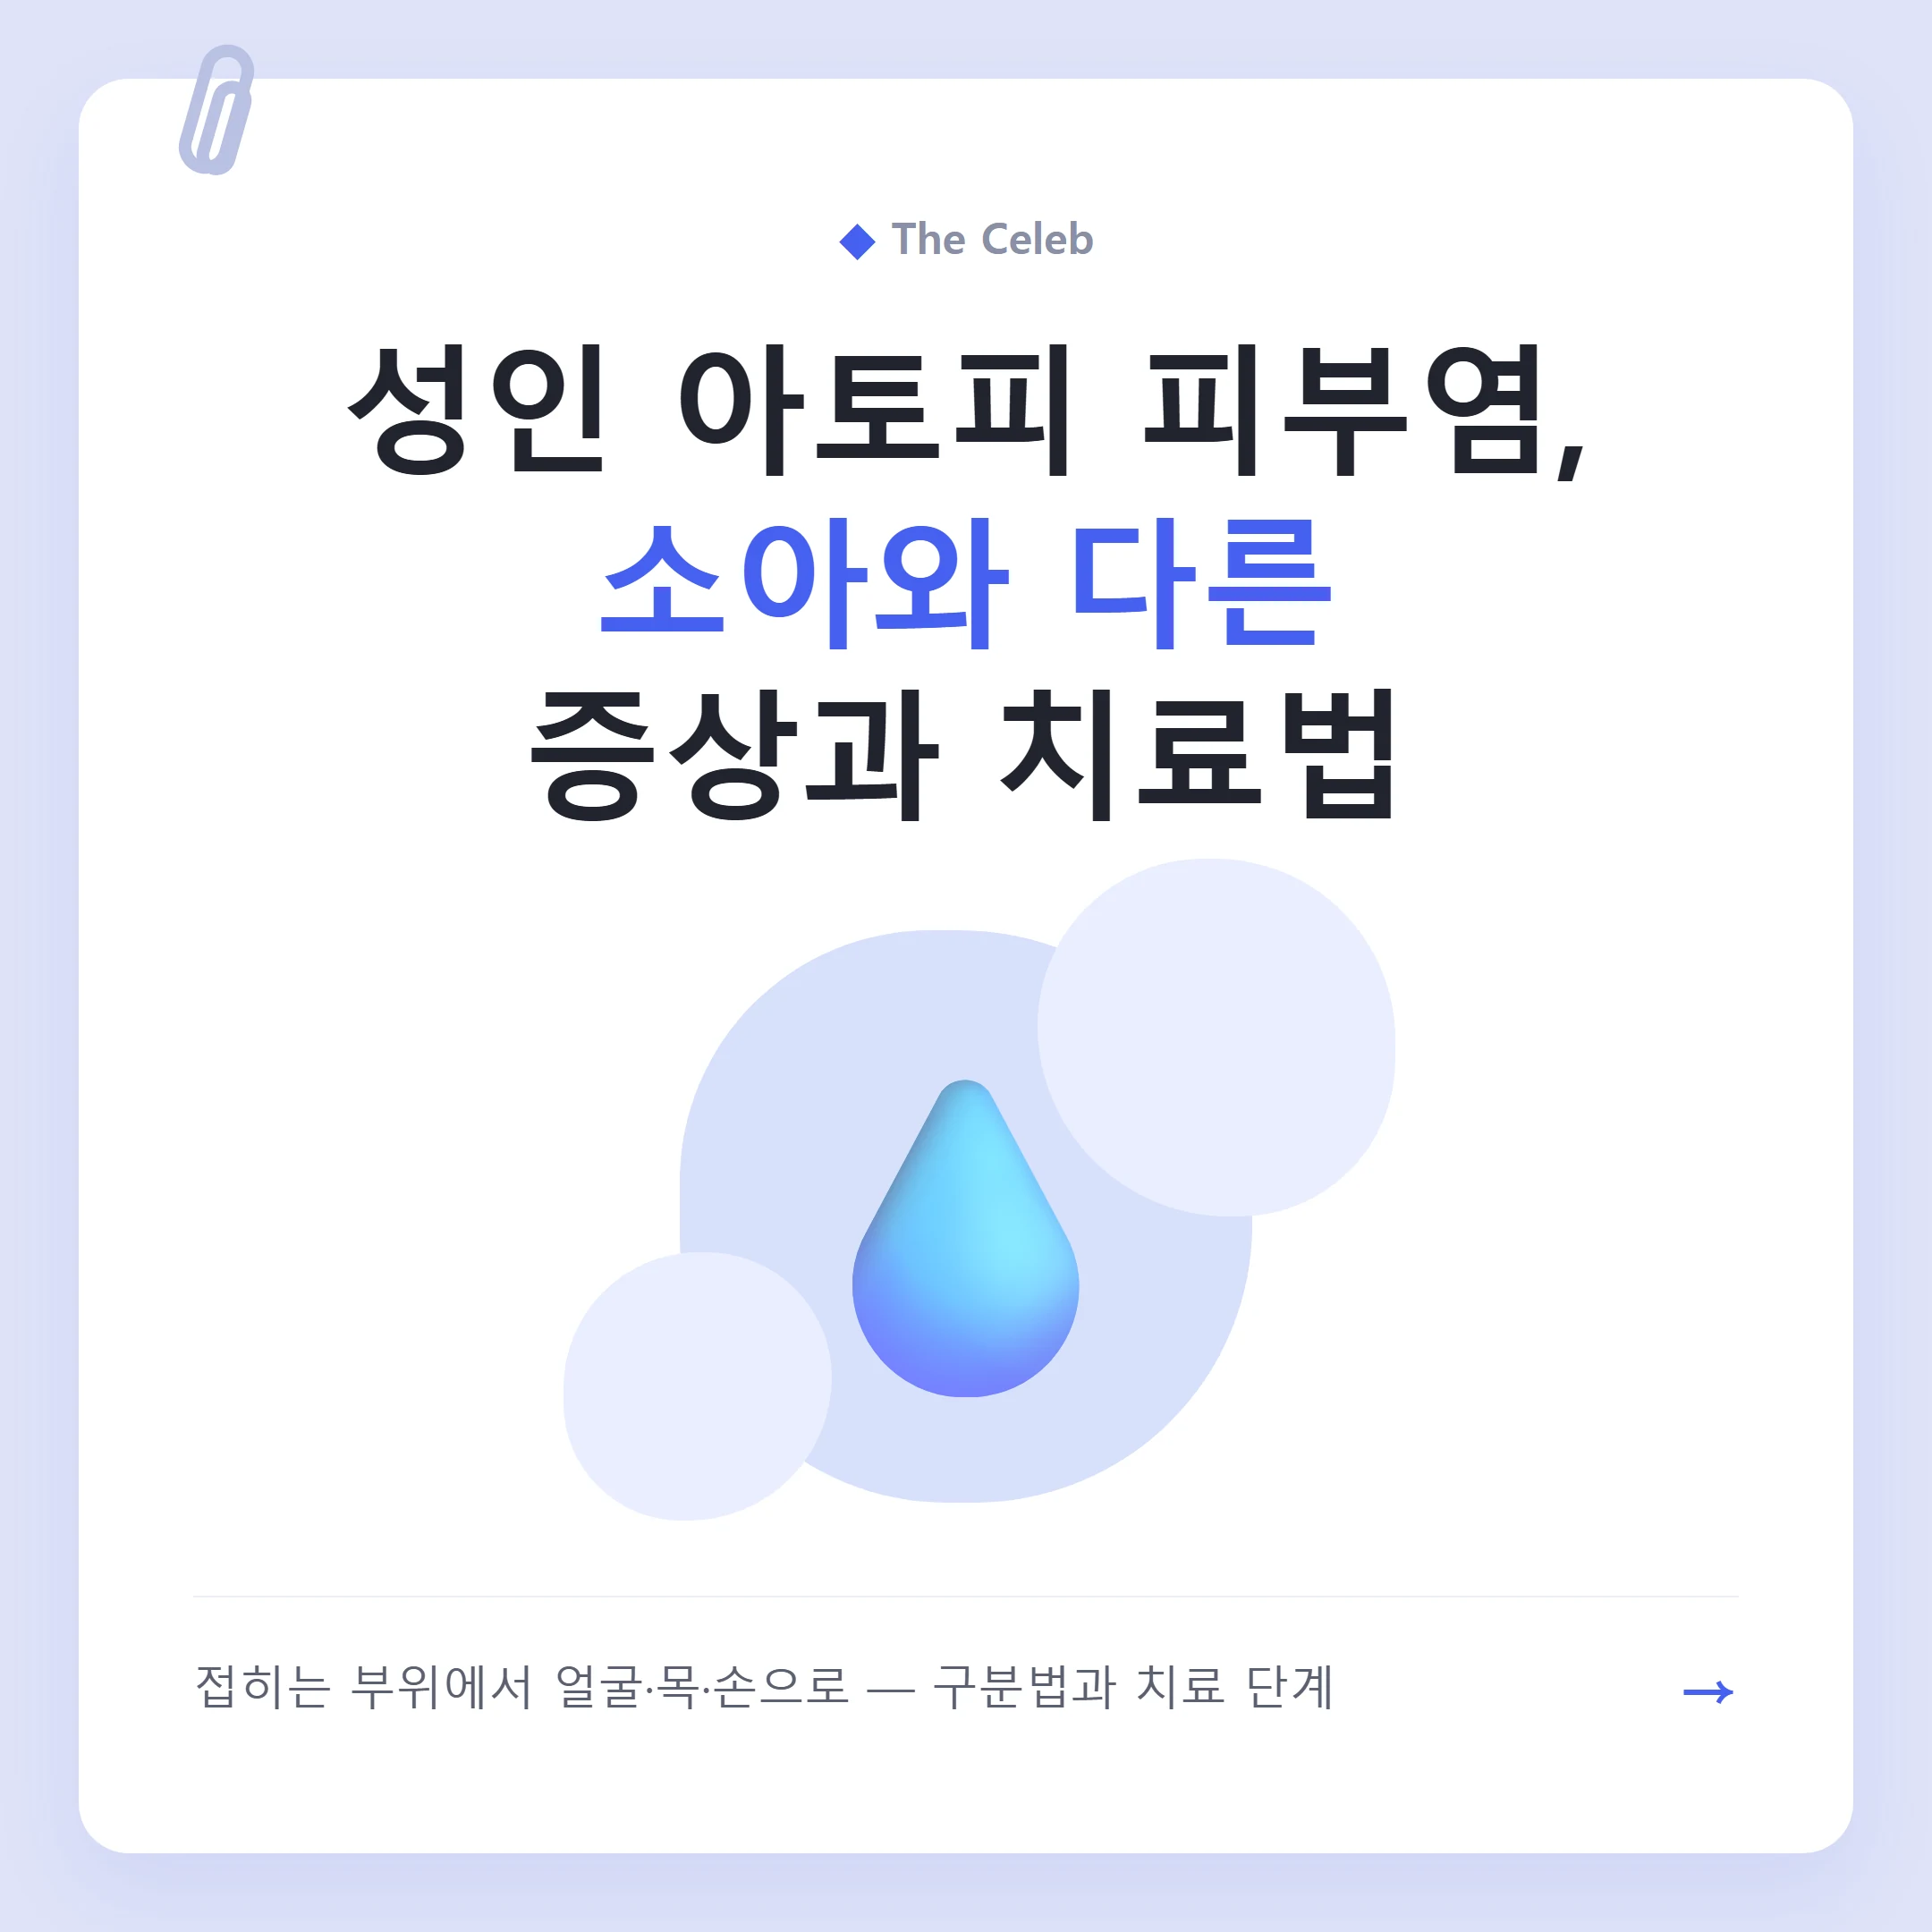 ◆ The Celeb
성인 아토피 피부염,
소아와 다른
증상과 치료법
접히는 부위에서 얼굴·목·손으로 — 구분법과 치료 단계 →